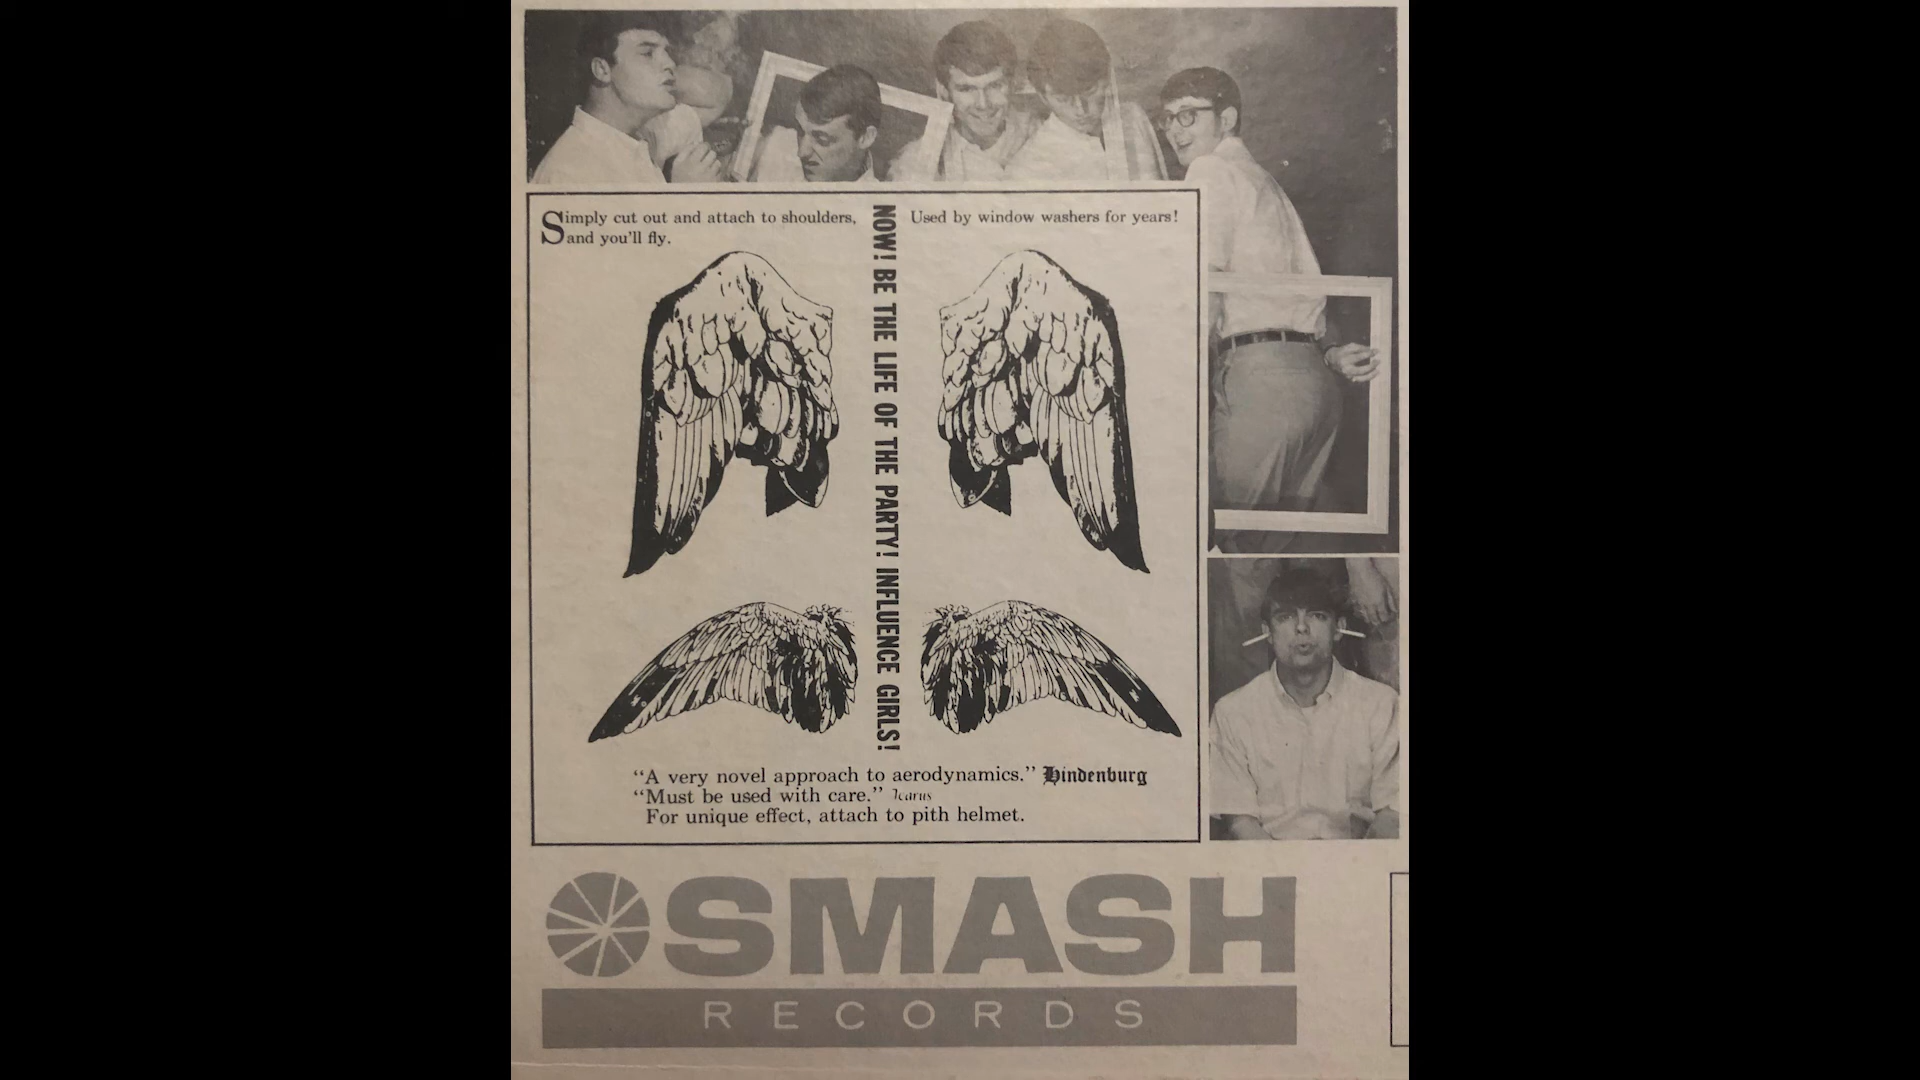 Simply cut out and attach to shoulders,
and you'll fly.
NOW! BE THE LIFE OF THE PARTY! INFLUENCE GIRLS!
Used by window washers for years!
"A very novel approach to aerodynamics." Hindenburg
"Must be used with care." Icarus
For unique effect, attach to pith helmet.
SMASH
RECORDS